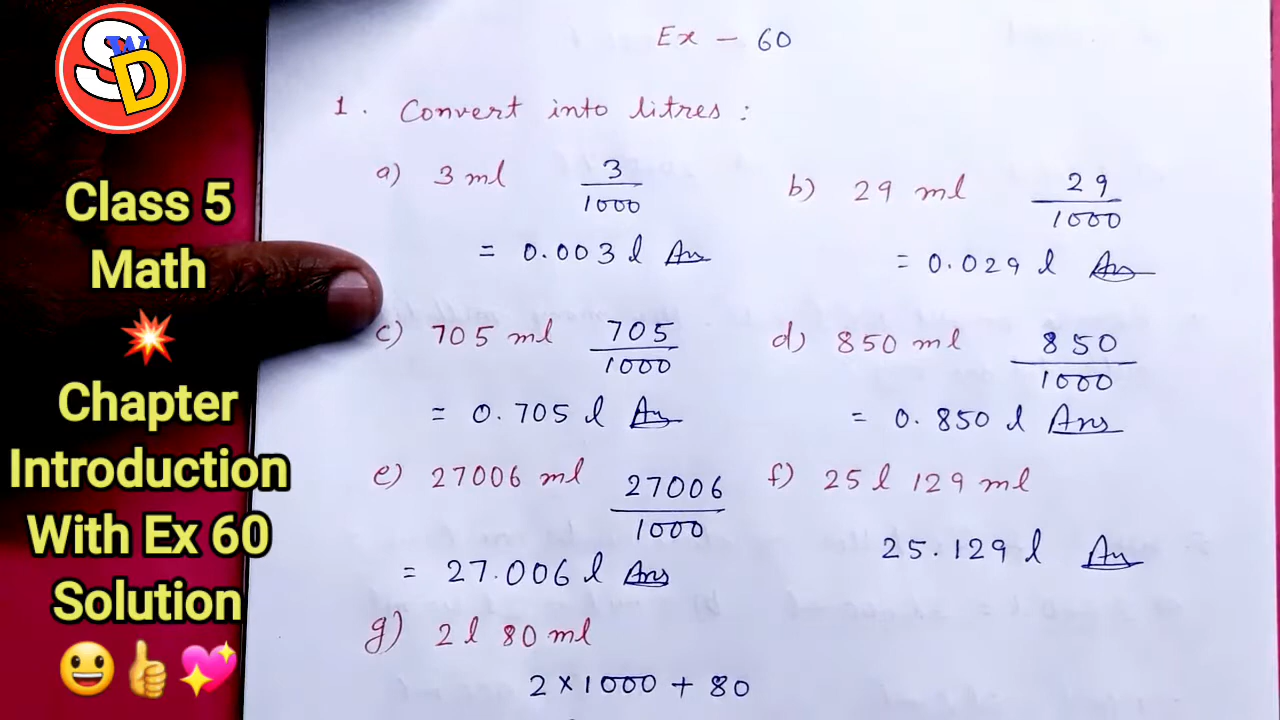 SWD
Class 5
Math
💥
Chapter
Introduction
With Ex 60
Solution
😀👍💖
Ex - 60
1. Convert into litres :
a) 3 ml 3/1000
= 0.003 l Ans
b) 29 ml 29/1000
= 0.029 l Ans
c) 705 ml 705/1000
= 0.705 l Ans
d) 850 ml 850/1000
= 0.850 l Ans
e) 27006 ml 27006/1000
= 27.006 l Ans
f) 25 l 129 ml
25.129 l Ans
g) 2 l 80 ml
2 × 1000 + 80